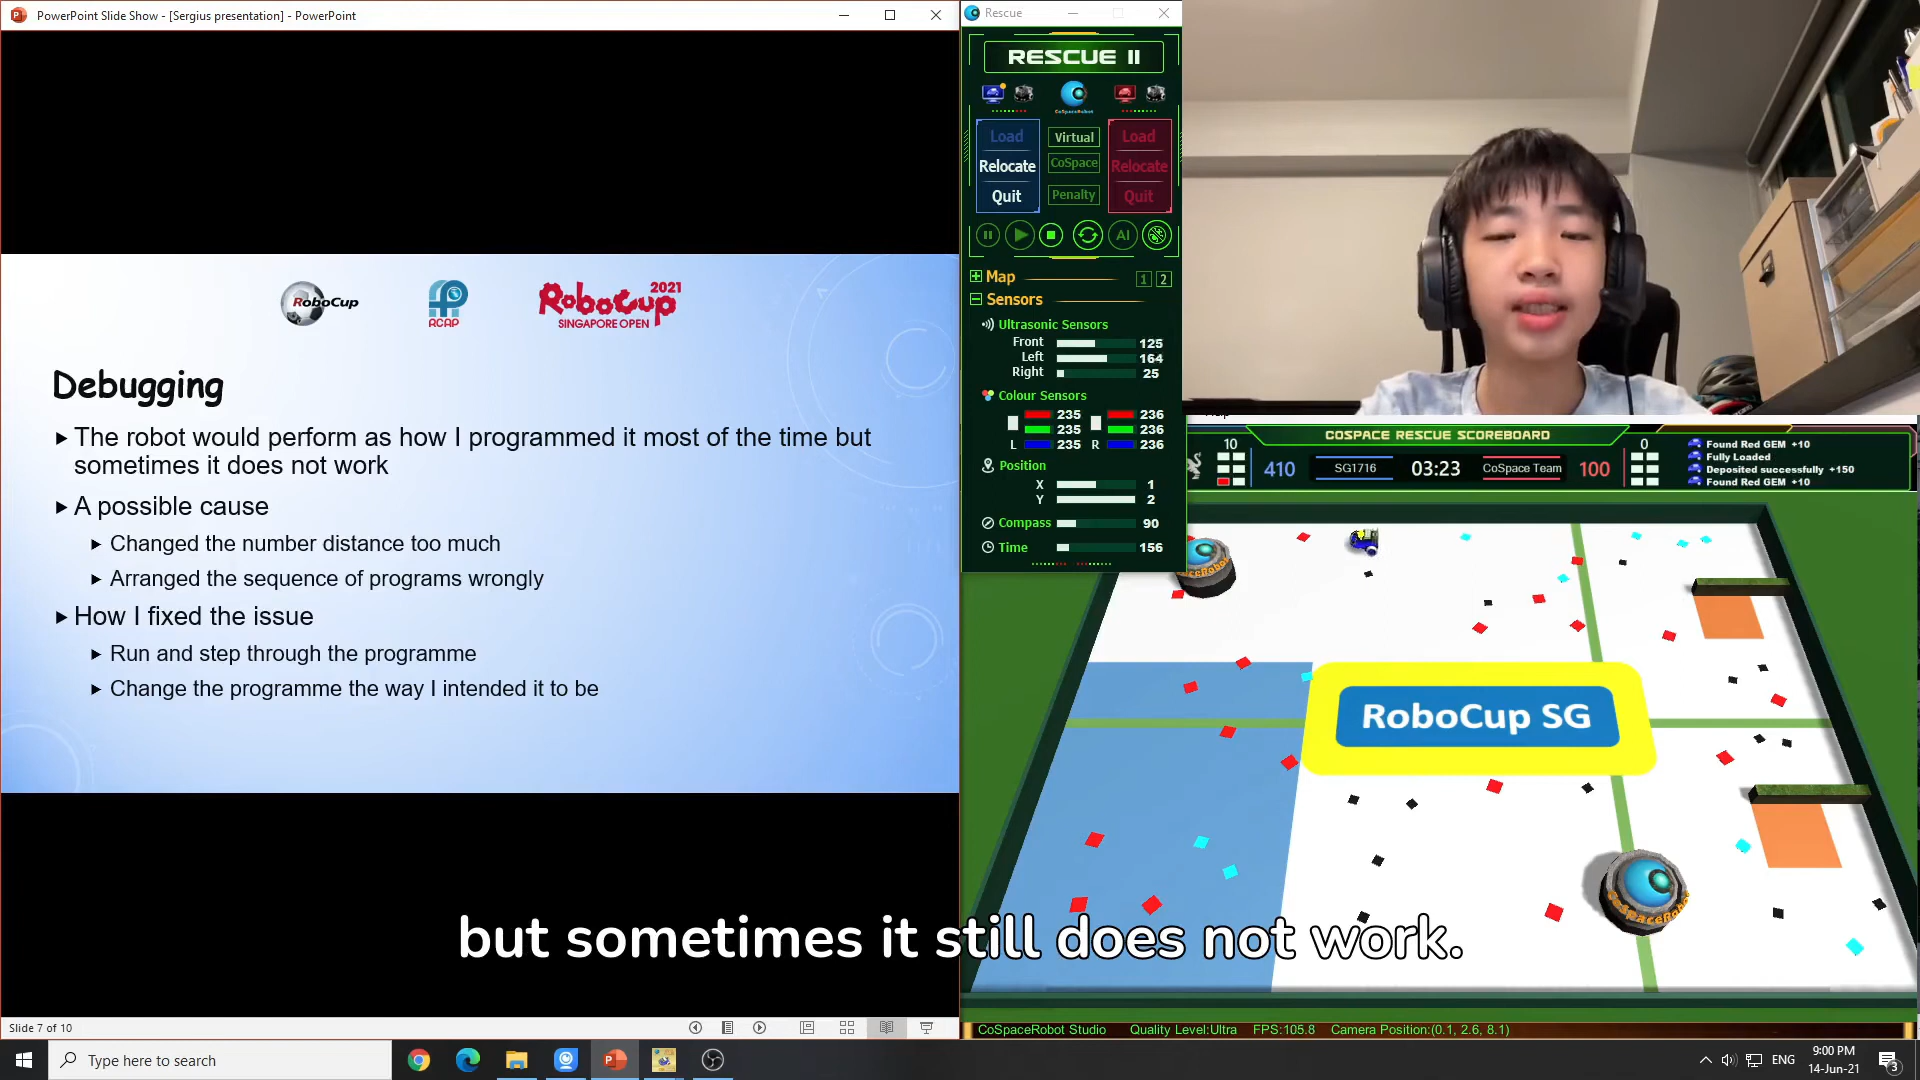 PowerPoint Slide Show - [Sergius presentation] - PowerPoint
RoboCup
RCAP
RoboCup 2021
SINGAPORE OPEN
Debugging
The robot would perform as how I programmed it most of the time but
sometimes it does not work
A possible cause
Changed the number distance too much
Arranged the sequence of programs wrongly
How I fixed the issue
Run and step through the programme
Change the programme the way I intended it to be
Slide 7 of 10
Rescue
RESCUE II
CoSpaceRobot
Load Virtual Load
Relocate CoSpace Relocate
Quit Penalty Quit
AI
Map 1 2
Sensors
Ultrasonic Sensors
Front 125
Left 164
Right 25
Colour Sensors
235 236
235 236
L 235 R 236
Position
X 1
Y 2
Compass 90
Time 156
COSPACE RESCUE SCOREBOARD
10 410 SG1716 03:23 CoSpace Team 100 0
Found Red GEM +10
Fully Loaded
Deposited successfully +150
Found Red GEM +10
RoboCup SG
CoSpaceRobot
but sometimes it still does not work.
CoSpaceRobot Studio Quality Level:Ultra FPS:105.8 Camera Position:(0.1, 2.6, 8.1)
Type here to search
ENG
9:00 PM
14-Jun-21
3